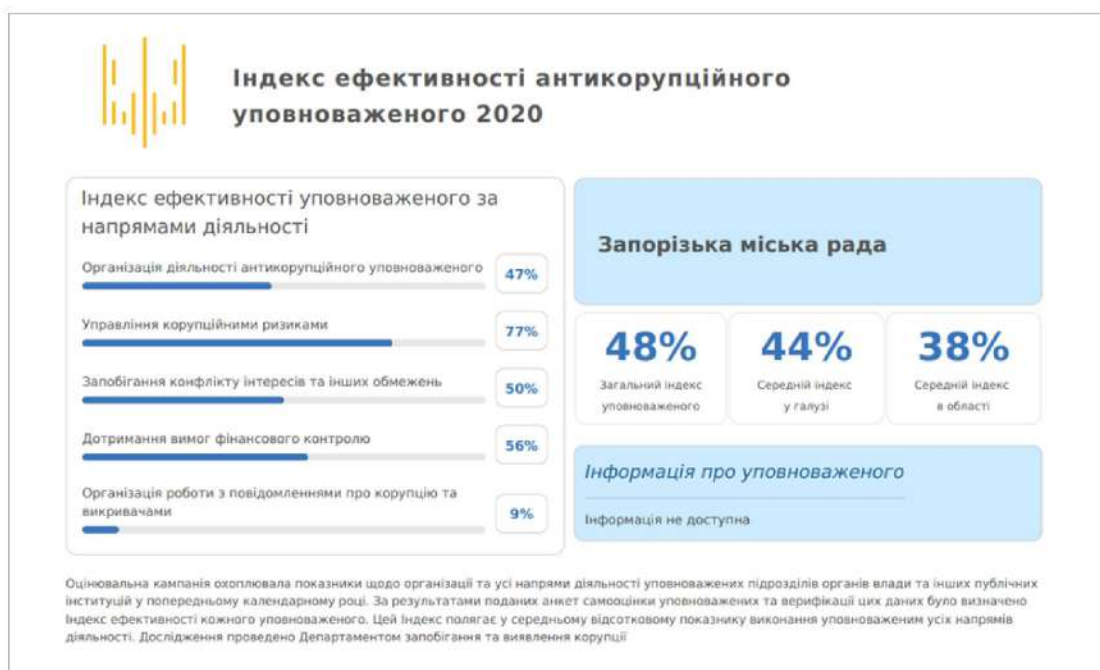 Індекс ефективності антикорупційного
уповноваженого 2020
Індекс ефективності уповноваженого за
напрямами діяльності
Організація діяльності антикорупційного уповноваженого
47%
Управління корупційними ризиками
77%
Запобігання конфлікту інтересів та інших обмежень
50%
Дотримання вимог фінансового контролю
56%
Організація роботи з повідомленнями про корупцію та
викривачами
9%
Запорізька міська рада
48%
Загальний індекс
уповноваженого
44%
Середній індекс
у галузі
38%
Середній індекс
в області
Інформація про уповноваженого
Інформація не доступна
Оцінювальна кампанія охоплювала показники щодо організації та усі напрями діяльності уповноважених підрозділів органів влади та інших публічних
інституцій у попередньому календарному році. За результатами поданих анкет самооцінки уповноважених та верифікації цих даних було визначено
Індекс ефективності кожного уповноваженого. Цей Індекс полягає у середньому відсотковому показнику виконання уповноваженим усіх напрямів
діяльності. Дослідження проведено Департаментом запобігання та виявлення корупції